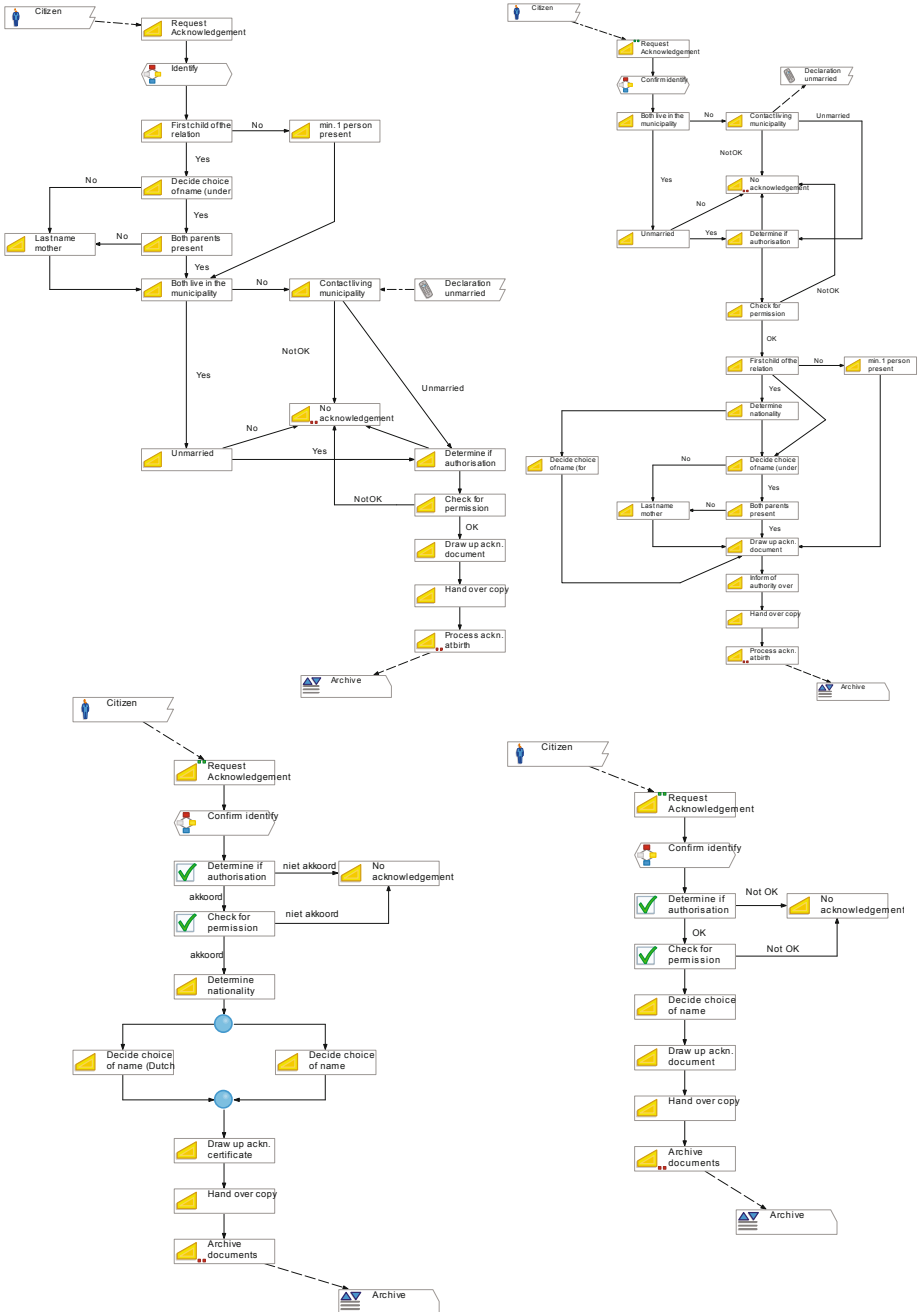 Citizen
Request
Acknowledgement
Identify
First child of the
relation
No
min. 1 person
present
Yes
No
Decide choice
of name (under
Yes
Last name
mother
No
Both parents
present
Yes
Both live in the
municipality
No
Contact living
municipality
Declaration
unmarried
Not OK
Yes
Unmarried
No
acknowledgement
No
Unmarried
Yes
Determine if
authorisation
Not OK
Check for
permission
OK
Draw up ackn.
document
Hand over copy
Process ackn.
at birth
Archive
Citizen
Request
Acknowledgement
Confirm identify
Declaration
unmarried
Both live in the
municipality
No
Contact living
municipality
Unmarried
Not OK
Yes
No
acknowledgement
No
Unmarried
Yes
Determine if
authorisation
Not OK
Check for
permission
OK
First child of the
relation
No
min. 1 person
present
Yes
Determine
nationality
Decide choice
of name (for
No
Decide choice
of name (under
Yes
Last name
mother
No
Both parents
present
Yes
Draw up ackn.
document
Inform of
authority over
Hand over copy
Process ackn.
at birth
Archive
Citizen
Request
Acknowledgement
Confirm identify
Determine if
authorisation
niet akkoord
No
acknowledgement
akkoord
Check for
permission
niet akkoord
akkoord
Determine
nationality
Decide choice
of name (Dutch
Decide choice
of name
Draw up ackn.
certificate
Hand over copy
Archive
documents
Archive
Citizen
Request
Acknowledgement
Confirm identify
Determine if
authorisation
Not OK
No
acknowledgement
OK
Check for
permission
Not OK
Decide choice
of name
Draw up ackn.
document
Hand over copy
Archive
documents
Archive